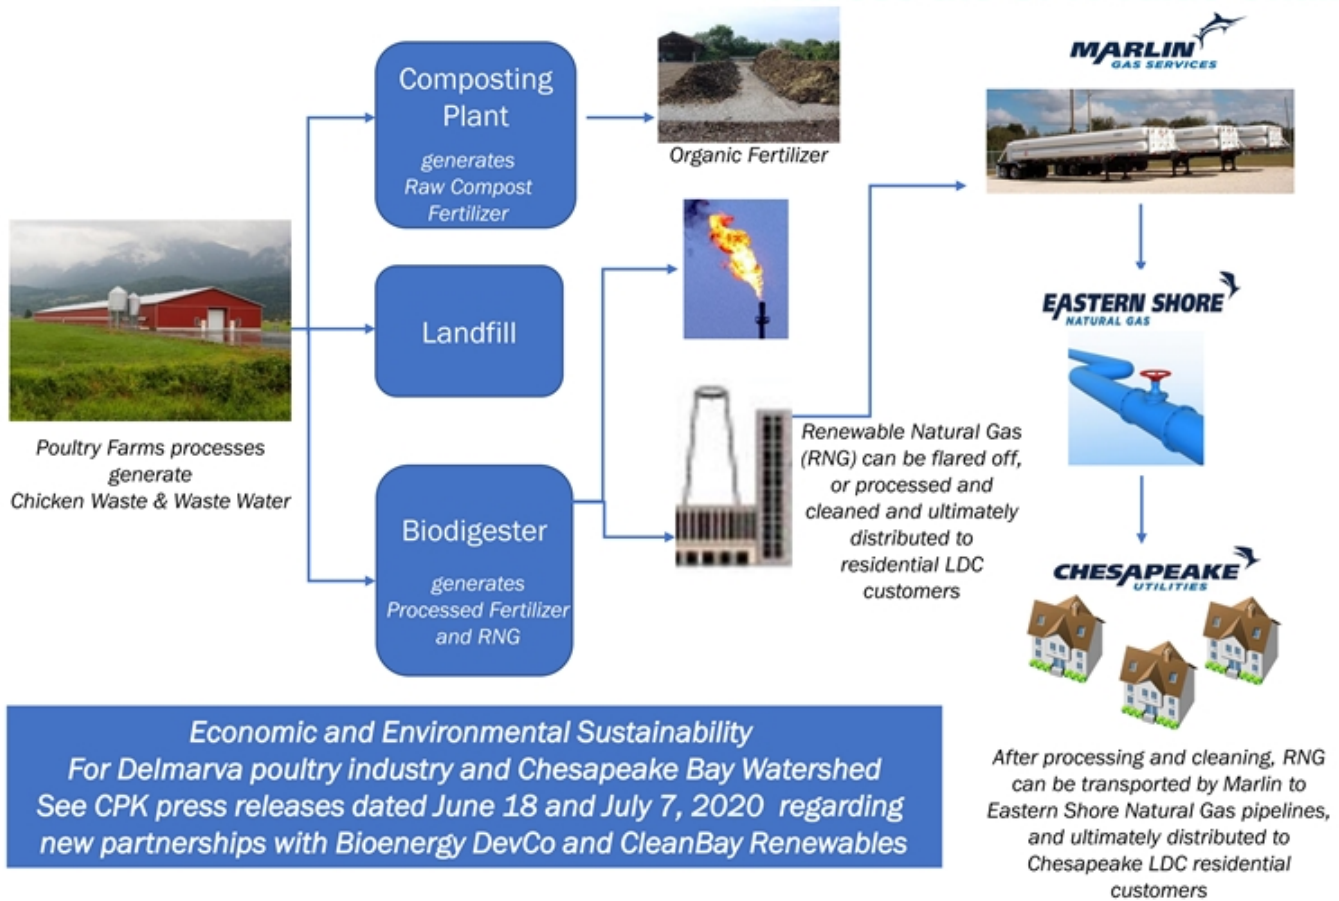 Composting
Plant
generates
Raw Compost
Fertilizer
Organic Fertilizer
MARLIN
GAS SERVICES
Landfill
EASTERN SHORE
NATURAL GAS
Poultry Farms processes
generate
Chicken Waste & Waste Water
Biodigester
generates
Processed Fertilizer
and RNG
Renewable Natural Gas
(RNG) can be flared off,
or processed and
cleaned and ultimately
distributed to
residential LDC
customers
CHESAPEAKE
UTILITIES
After processing and cleaning, RNG
can be transported by Marlin to
Eastern Shore Natural Gas pipelines,
and ultimately distributed to
Chesapeake LDC residential
customers
Economic and Environmental Sustainability
For Delmarva poultry industry and Chesapeake Bay Watershed
See CPK press releases dated June 18 and July 7, 2020 regarding
new partnerships with Bioenergy DevCo and CleanBay Renewables